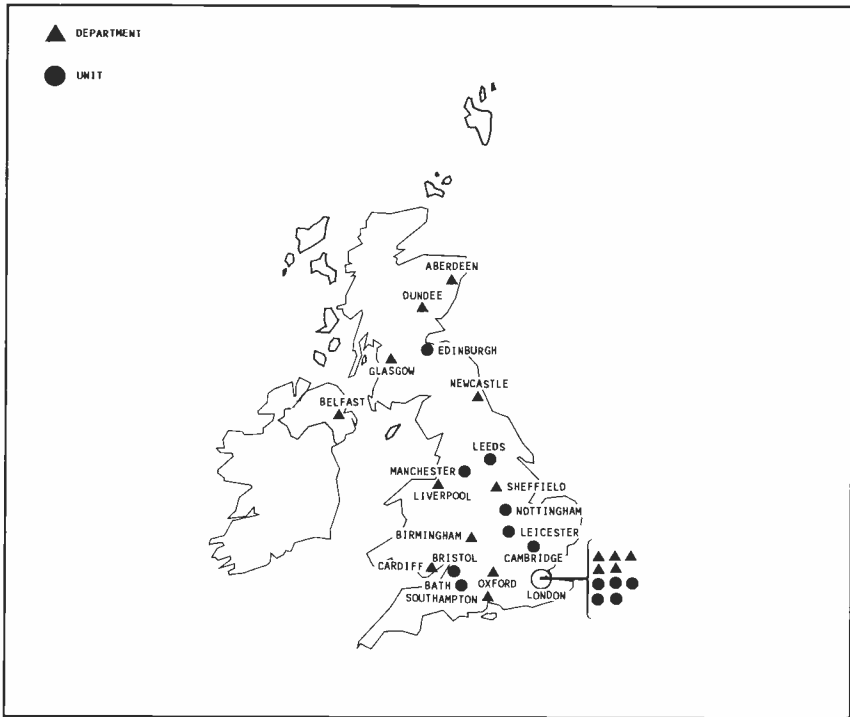 DEPARTMENT
UNIT
ABERDEEN
DUNDEE
EDINBURGH
GLASGOW
NEWCASTLE
BELFAST
LEEDS
MANCHESTER
SHEFFIELD
LIVERPOOL
NOTTINGHAM
BIRMINGHAM
LEICESTER
CAMBRIDGE
BRISTOL
CARDIFF
BATH
OXFORD
SOUTHAMPTON
LONDON